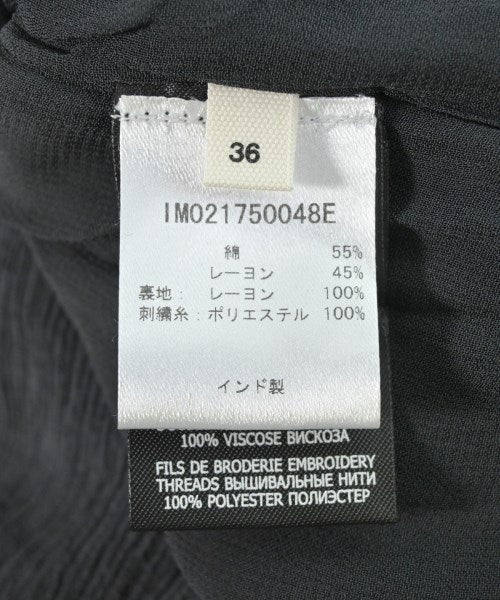 36
IM021750048E
綿 55%
レーヨン 45%
裏地: レーヨン 100%
刺繍糸: ポリエステル 100%
インド製
100% VISCOSE ВИСКОЗА
FILS DE BRODERIE EMBROIDERY
THREADS ВЫШИВАЛЬНЫЕ НИТИ
100% POLYESTER ПОЛИЭСТЕР